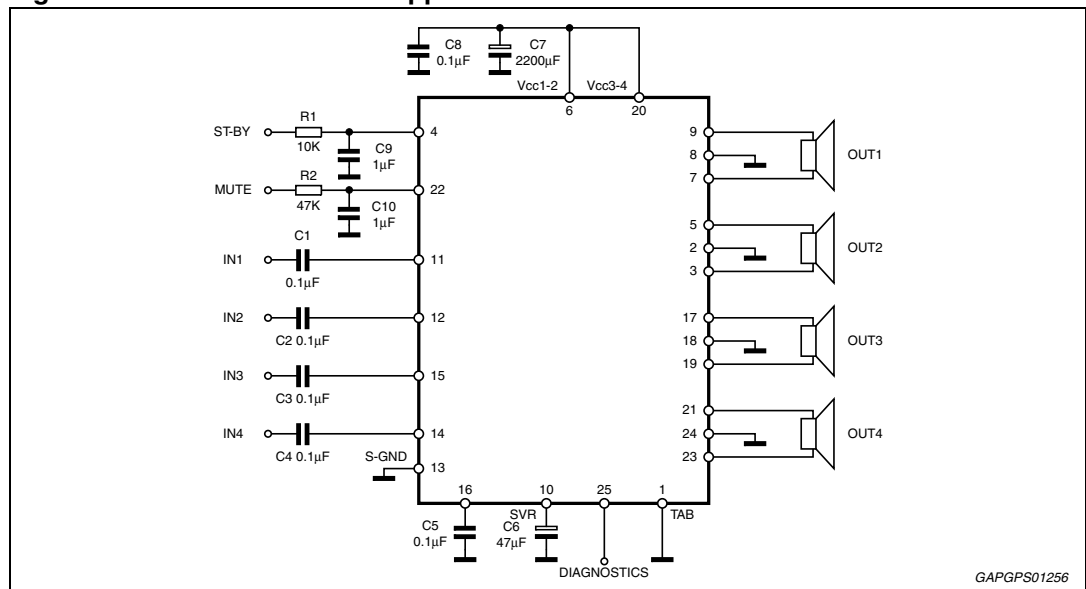 C8
0.1µF
C7
2200µF
Vcc1-2
Vcc3-4
6
20
ST-BY
R1
10K
4
C9
1µF
MUTE
R2
47K
22
C10
1µF
IN1
C1
0.1µF
11
IN2
C2 0.1µF
12
IN3
C3 0.1µF
15
IN4
C4 0.1µF
14
S-GND
13
9
8
7
OUT1
5
2
3
OUT2
17
18
19
OUT3
21
24
23
OUT4
16
10
25
1
SVR
TAB
C5
0.1µF
C6
47µF
DIAGNOSTICS
GAPGPS01256